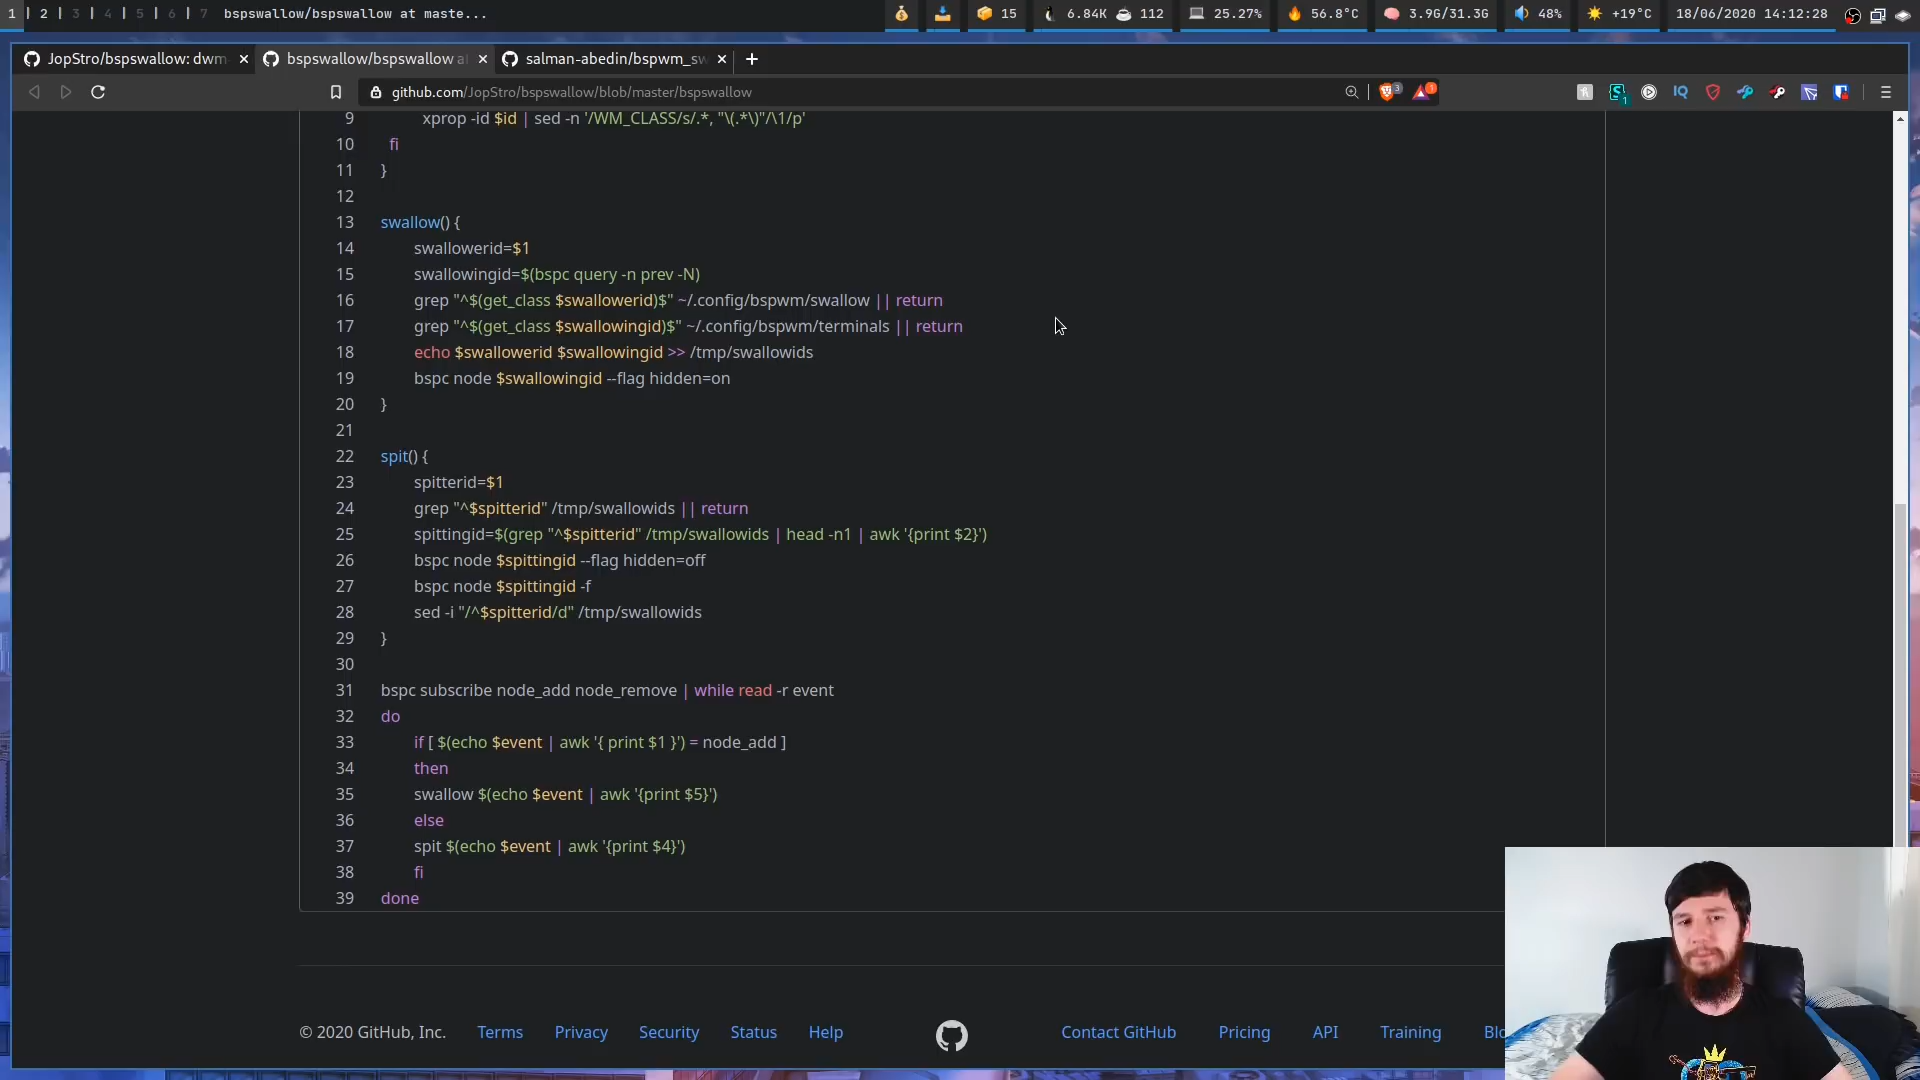 1 | 2 | 3 | 4 | 5 | 6 | 7 bspswallow/bspswallow at maste... 15 6.84K 112 25.27% 56.8°C 3.9G/31.3G 48% +19°C 18/06/2020 14:12:28
JopStro/bspswallow: dwm bspswallow/bspswallow a salman-abedin/bspwm_sw
github.com/JopStro/bspswallow/blob/master/bspswallow
9 xprop -id $id | sed -n '/WM_CLASS/s/.*, "\(.*\)"/\1/p'
10 fi
11 }
12
13 swallow() {
14 swallowerid=$1
15 swallowingid=$(bspc query -n prev -N)
16 grep "^$(get_class $swallowerid)$" ~/.config/bspwm/swallow || return
17 grep "^$(get_class $swallowingid)$" ~/.config/bspwm/terminals || return
18 echo $swallowerid $swallowingid >> /tmp/swallowids
19 bspc node $swallowingid --flag hidden=on
20 }
21
22 spit() {
23 spitterid=$1
24 grep "^$spitterid" /tmp/swallowids || return
25 spittingid=$(grep "^$spitterid" /tmp/swallowids | head -n1 | awk '{print $2}')
26 bspc node $spittingid --flag hidden=off
27 bspc node $spittingid -f
28 sed -i "/^$spitterid/d" /tmp/swallowids
29 }
30
31 bspc subscribe node_add node_remove | while read -r event
32 do
33 if [ $(echo $event | awk '{ print $1 }') = node_add ]
34 then
35 swallow $(echo $event | awk '{print $5}')
36 else
37 spit $(echo $event | awk '{print $4}')
38 fi
39 done
© 2020 GitHub, Inc. Terms Privacy Security Status Help Contact GitHub Pricing API Training Blo